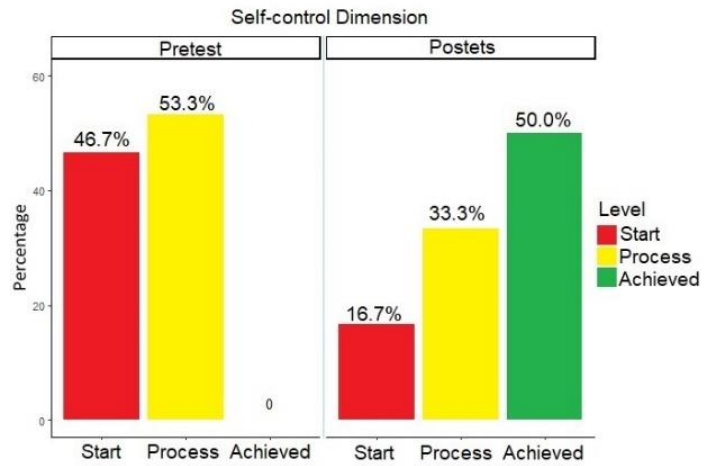 Self-control Dimension
Pretest
Postets
Percentage
60
40
20
0
46.7%
53.3%
0
16.7%
33.3%
50.0%
Start Process Achieved
Start Process Achieved
Level
Start
Process
Achieved